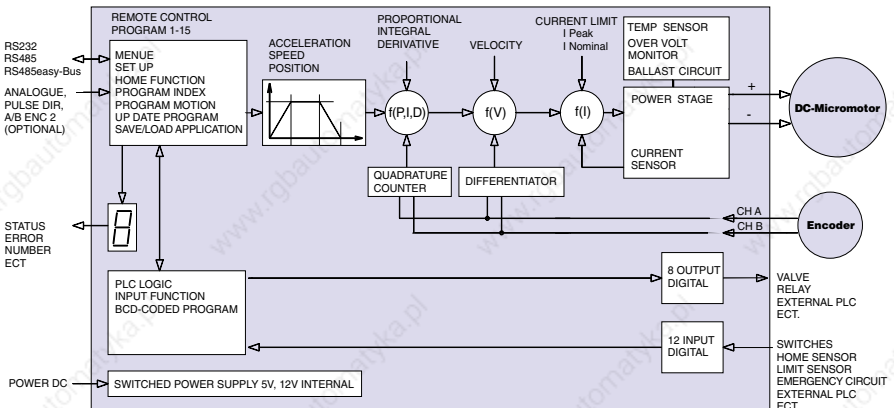 REMOTE CONTROL
PROGRAM 1-15
RS232
RS485
RS485easy-Bus
ANALOGUE,
PULSE DIR,
A/B ENC 2
(OPTIONAL)
MENUE
SET UP
HOME FUNCTION
PROGRAM INDEX
PROGRAM MOTION
UP DATE PROGRAM
SAVE/LOAD APPLICATION
ACCELERATION
SPEED
POSITION
PROPORTIONAL
INTEGRAL
DERIVATIVE
f(P,I,D)
VELOCITY
f(V)
CURRENT LIMIT
I Peak
I Nominal
f(I)
TEMP SENSOR
OVER VOLT
MONITOR
BALLAST CIRCUIT
POWER STAGE
CURRENT
SENSOR
+
-
DC-Micromotor
QUADRATURE
COUNTER
DIFFERENTIATOR
CH A
CH B
Encoder
STATUS
ERROR
NUMBER
ECT
8
PLC LOGIC
INPUT FUNCTION
BCD-CODED PROGRAM
8 OUTPUT
DIGITAL
VALVE
RELAY
EXTERNAL PLC
ECT.
12 INPUT
DIGITAL
SWITCHES
HOME SENSOR
LIMIT SENSOR
EMERGENCY CIRCUIT
EXTERNAL PLC
ECT
POWER DC
SWITCHED POWER SUPPLY 5V, 12V INTERNAL
www.rgbautomatyka.pl